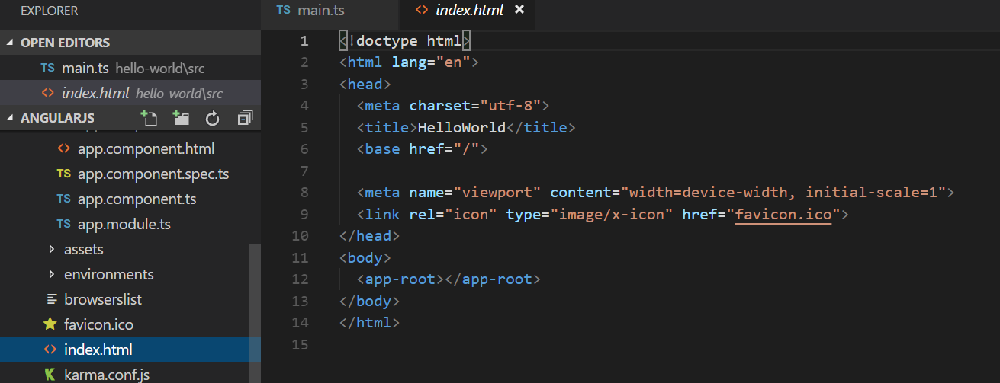 EXPLORER
OPEN EDITORS
TS main.ts hello-world\src
<> index.html hello-world\src
ANGULARJS
<> app.component.html
TS app.component.spec.ts
TS app.component.ts
TS app.module.ts
assets
environments
browserslist
favicon.ico
<> index.html
karma.conf.js
TS main.ts
<> index.html ×
1 <!doctype html>
2 <html lang="en">
3 <head>
4 <meta charset="utf-8">
5 <title>HelloWorld</title>
6 <base href="/">
7
8 <meta name="viewport" content="width=device-width, initial-scale=1">
9 <link rel="icon" type="image/x-icon" href="favicon.ico">
10 </head>
11 <body>
12 <app-root></app-root>
13 </body>
14 </html>
15